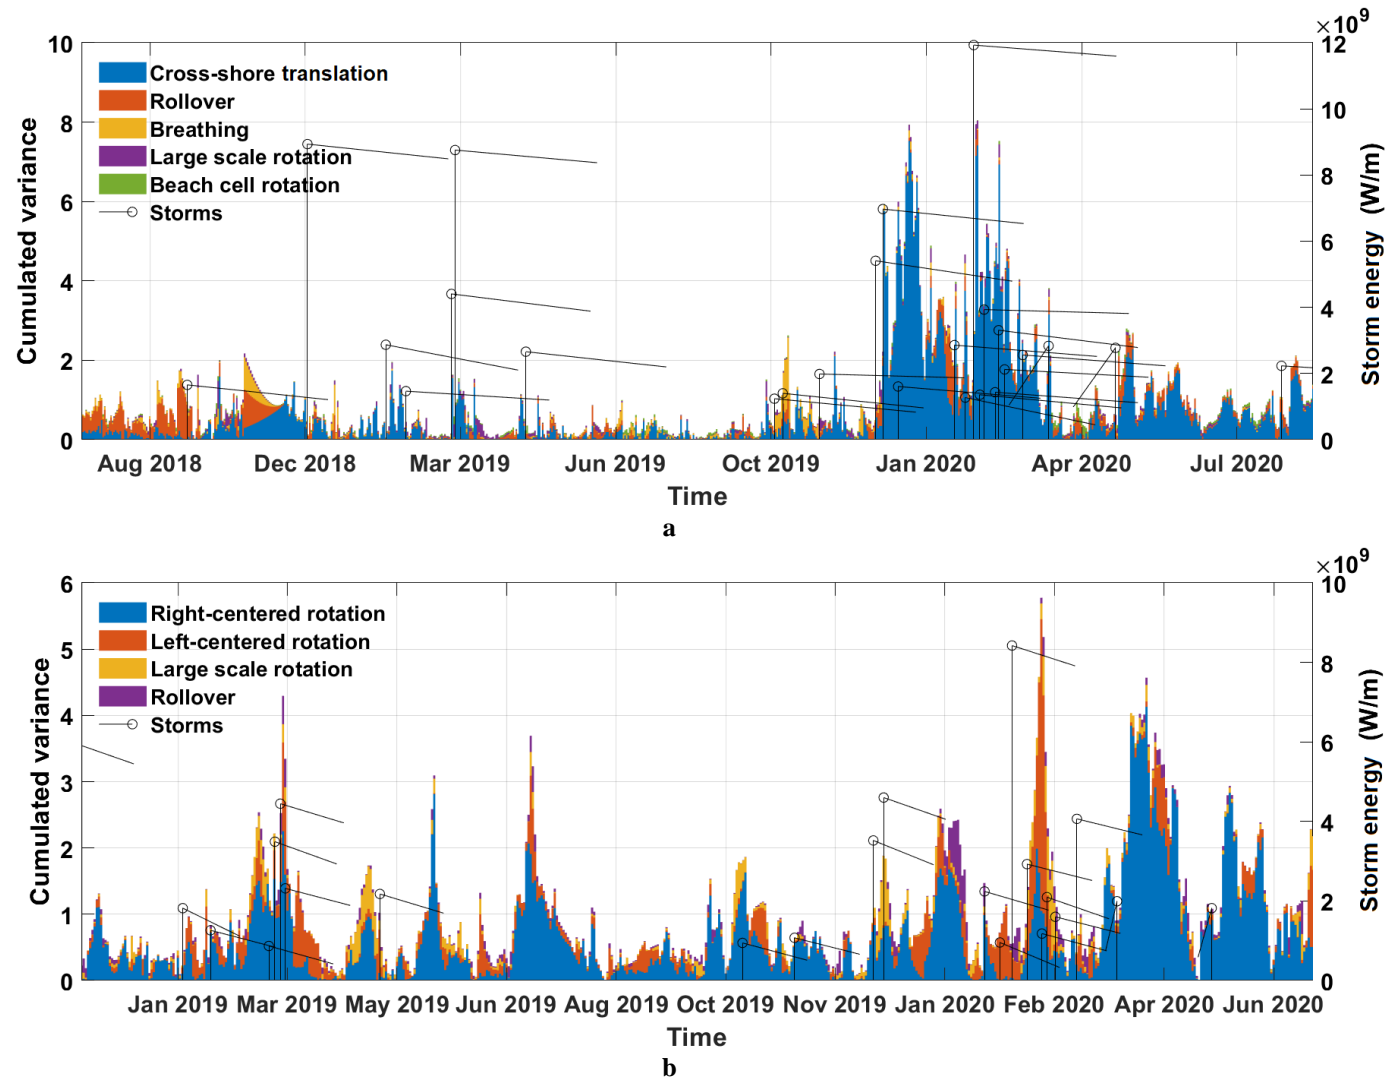 ×10⁹
10
8
6
4
2
0
Cumulated variance
12
10
8
6
4
2
0
Storm energy (W/m)
Cross-shore translation
Rollover
Breathing
Large scale rotation
Beach cell rotation
Storms
Aug 2018
Dec 2018
Mar 2019
Jun 2019
Oct 2019
Jan 2020
Apr 2020
Jul 2020
Time
a
×10⁹
6
5
4
3
2
1
0
Cumulated variance
10
8
6
4
2
0
Storm energy (W/m)
Right-centered rotation
Left-centered rotation
Large scale rotation
Rollover
Storms
Jan 2019
Mar 2019
May 2019
Jun 2019
Aug 2019
Oct 2019
Nov 2019
Jan 2020
Feb 2020
Apr 2020
Jun 2020
Time
b